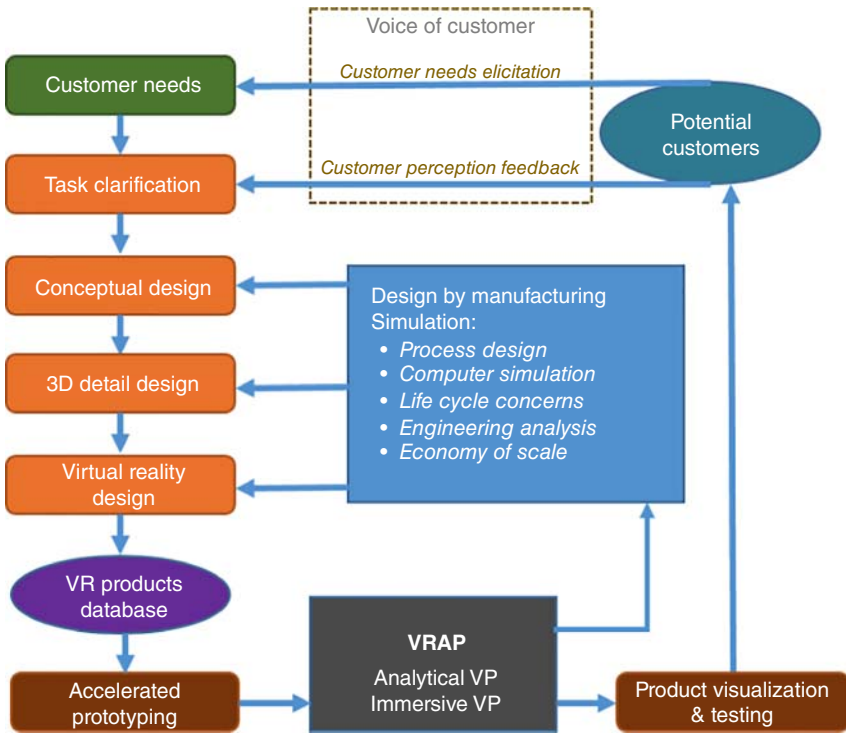 Voice of customer
Customer needs
Customer needs elicitation
Potential
customers
Task clarification
Customer perception feedback
Conceptual design
3D detail design
Virtual reality
design
Design by manufacturing
Simulation:
• Process design
• Computer simulation
• Life cycle concerns
• Engineering analysis
• Economy of scale
VR products
database
Accelerated
prototyping
VRAP
Analytical VP
Immersive VP
Product visualization
& testing